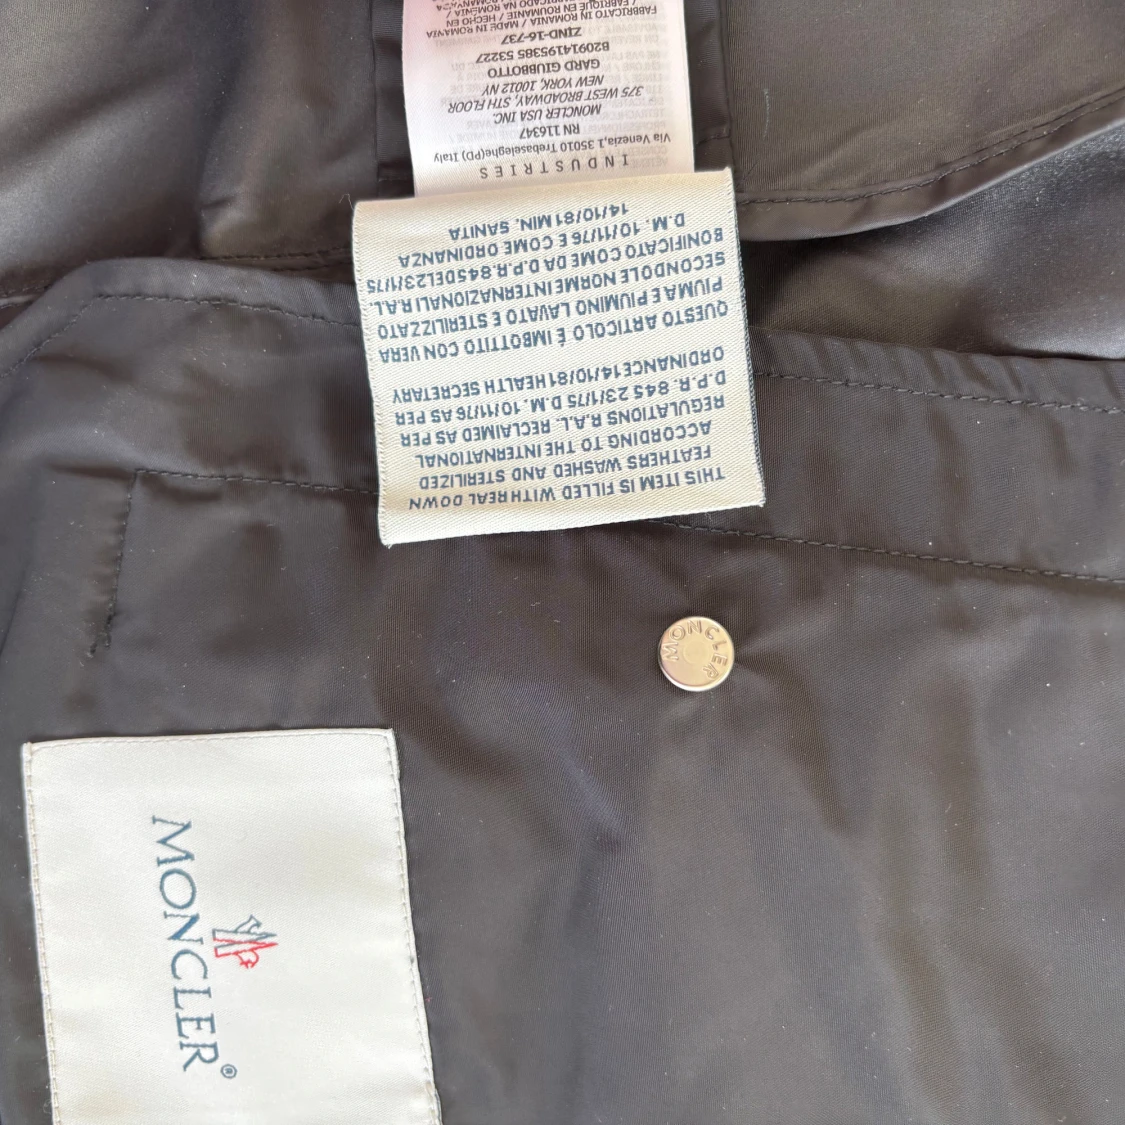 INDUSTRIES
Via Venezia,1 35010 Trebaseleghe(PD) Italy
RN 116347
MONCLER USA INC.
375 WEST BROADWAY, 5TH FLOOR
NEW YORK, 10012 NY
GARD GIUBBOTTO
B20914195385 53227
ZIND-16-737
FABRICATO IN ROMANIA / MADE IN ROMANIA
/ FABRIQUE EN ROUMANIE / HECHO EN
THIS ITEM IS FILLED WITH REAL DOWN
FEATHERS WASHED AND STERILIZED
ACCORDING TO THE INTERNATIONAL
REGULATIONS R.A.L. RECLAIMED AS PER
D.P.R. 845 23/1/75 D.M. 10/11/76 AS PER
ORDINANCE14/10/81HEALTH SECRETARY
QUESTO ARTICOLO É IMBOTTITO CON VERA
PIUMA E PIUMINO LAVATO E STERILIZZATO
SECONDOLE NORME INTERNAZIONALI R.A.L.
BONIFICATO COME DA D.P.R.845DEL23/1/75
D.M. 10/11/76 E COME ORDINANZA
14/10/81 MIN. SANITA
MONCLER
MONCLER®